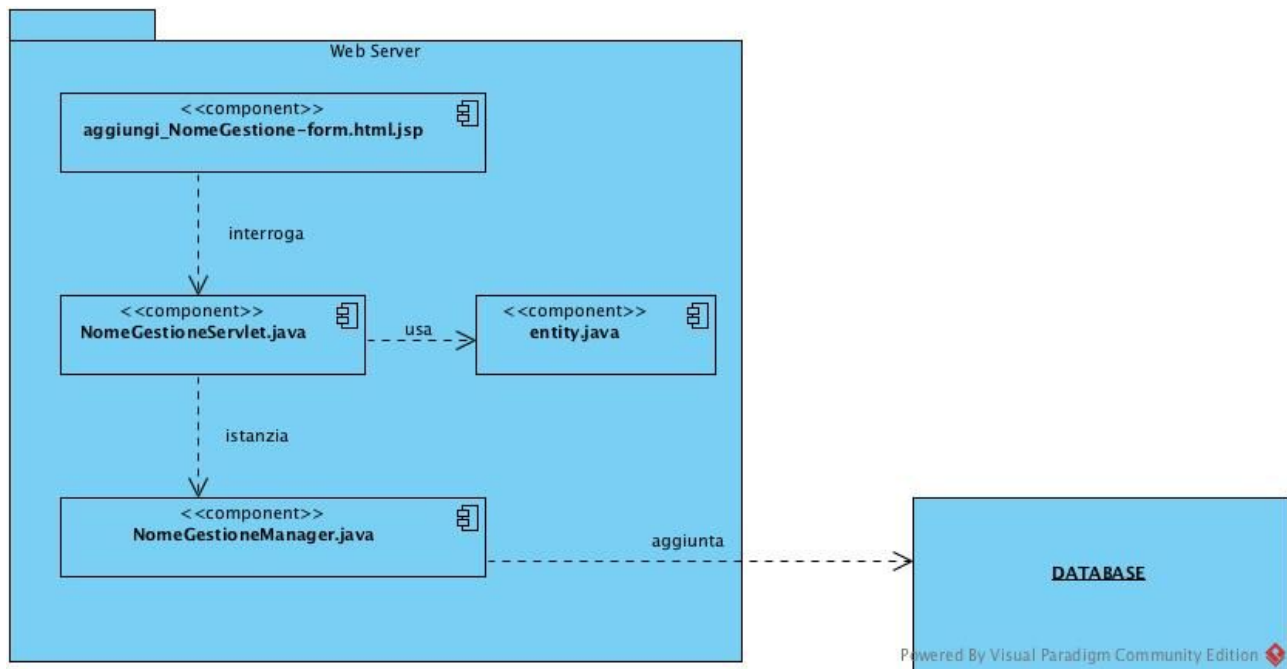 Web Server
<<component>>
aggiungi_NomeGestione-form.html.jsp
interroga
<<component>>
NomeGestioneServlet.java
usa
<<component>>
entity.java
istanzia
<<component>>
NomeGestioneManager.java
aggiunta
DATABASE
Powered By Visual Paradigm Community Edition